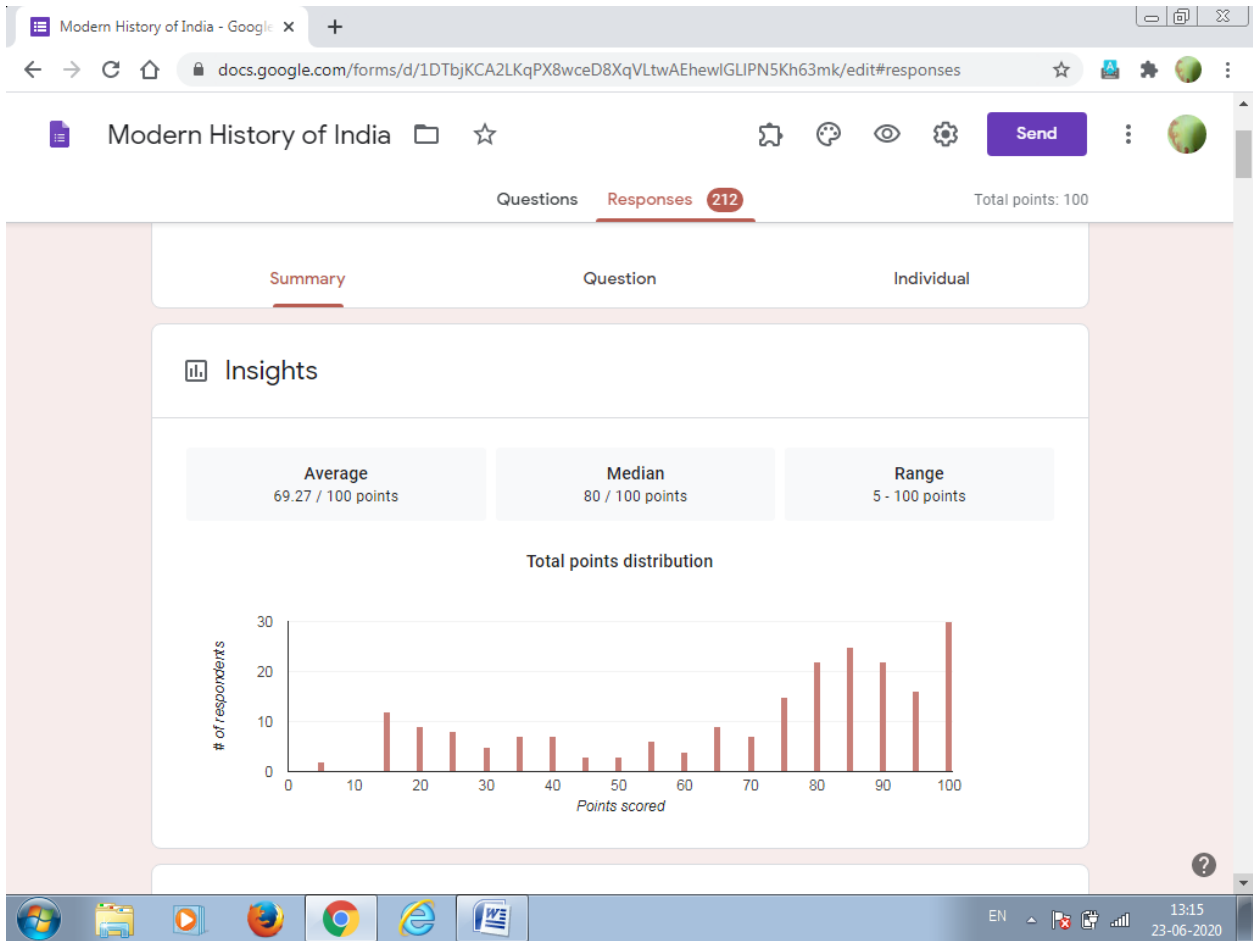 Modern History of India - Google
docs.google.com/forms/d/1DTbjKCA2LKqPX8wceD8XqVLtwAEhewIGLIPN5Kh63mk/edit#responses
Modern History of India
Send
Questions Responses 212 Total points: 100
Summary Question Individual
Insights
Average Median Range
69.27 / 100 points 80 / 100 points 5 - 100 points
Total points distribution
30
20
10
0
# of respondents
0 10 20 30 40 50 60 70 80 90 100
Points scored
EN 13:15
23-06-2020